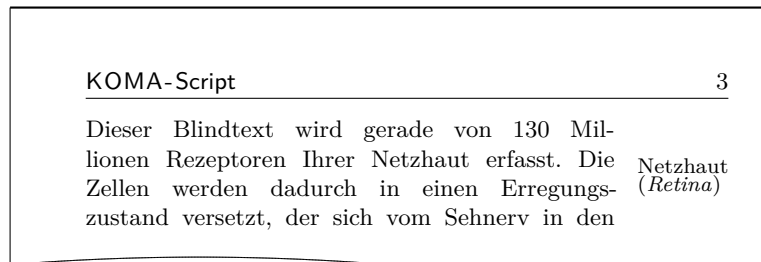 KOMA-Script 3
Dieser Blindtext wird gerade von 130 Mil-
lionen Rezeptoren Ihrer Netzhaut erfasst. Die
Zellen werden dadurch in einen Erregungs-
zustand versetzt, der sich vom Sehnerv in den
Netzhaut
(Retina)